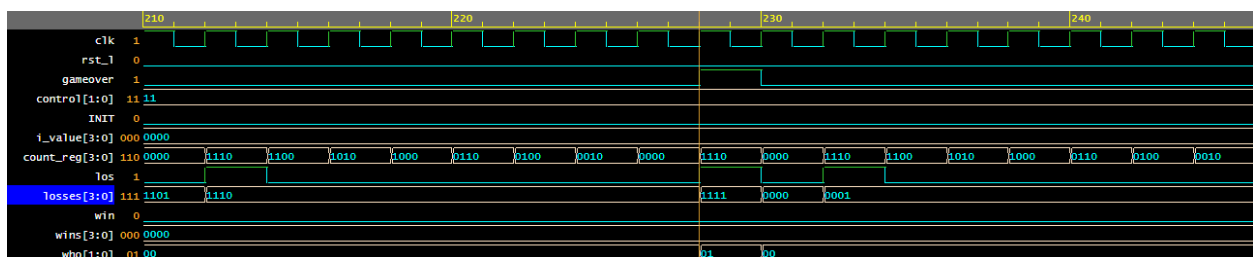 210 220 230 240
clk 1
rst_l 0
gameover 1
control[1:0] 11 11
INIT 0
i_value[3:0] 000 0000
count_reg[3:0] 110 0000 1110 1100 1010 1000 0110 0100 0010 0000 1110 0000 1110 1100 1010 1000 0110 0100 0010
los 1
losses[3:0] 111 1101 1110 1111 0000 0001
win 0
wins[3:0] 000 0000
who[1:0] 01 00 01 00